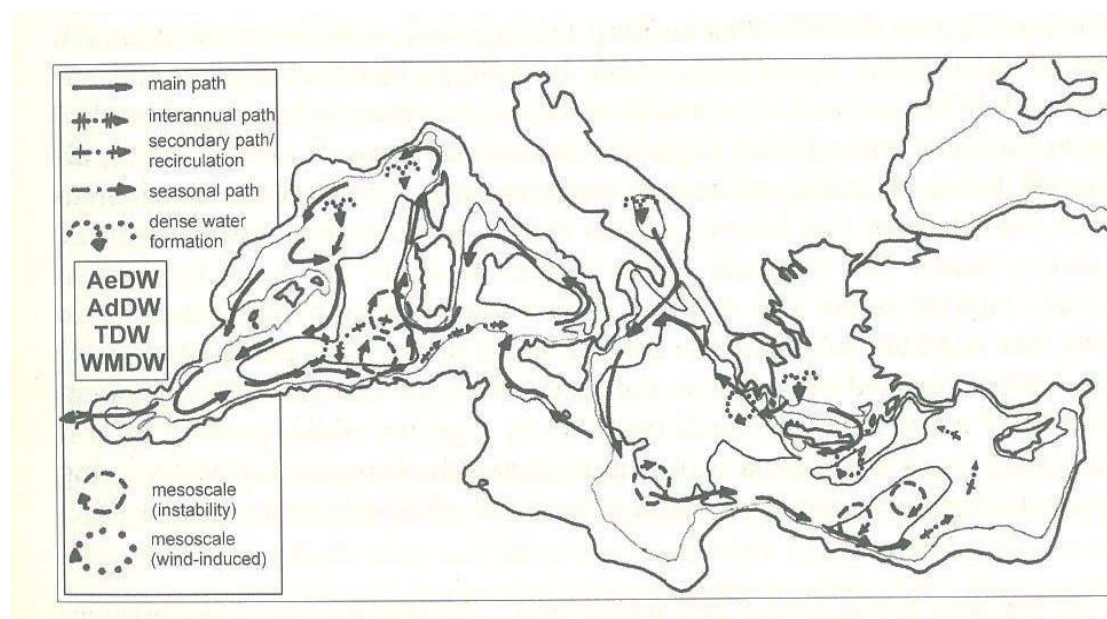 main path
interannual path
secondary path/
recirculation
seasonal path
dense water
formation
AeDW
AdDW
TDW
WMDW
mesoscale
(instability)
mesoscale
(wind-induced)